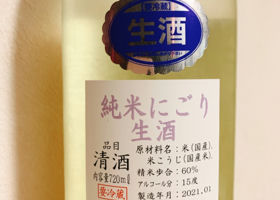 要冷蔵
生酒
純米にごり
生酒
品目
清酒
内容量720mℓ
要冷蔵
原材料名：米(国産)、
米こうじ(国産米)
精米歩合：60%
アルコール分：15度
製造年月：2021.01